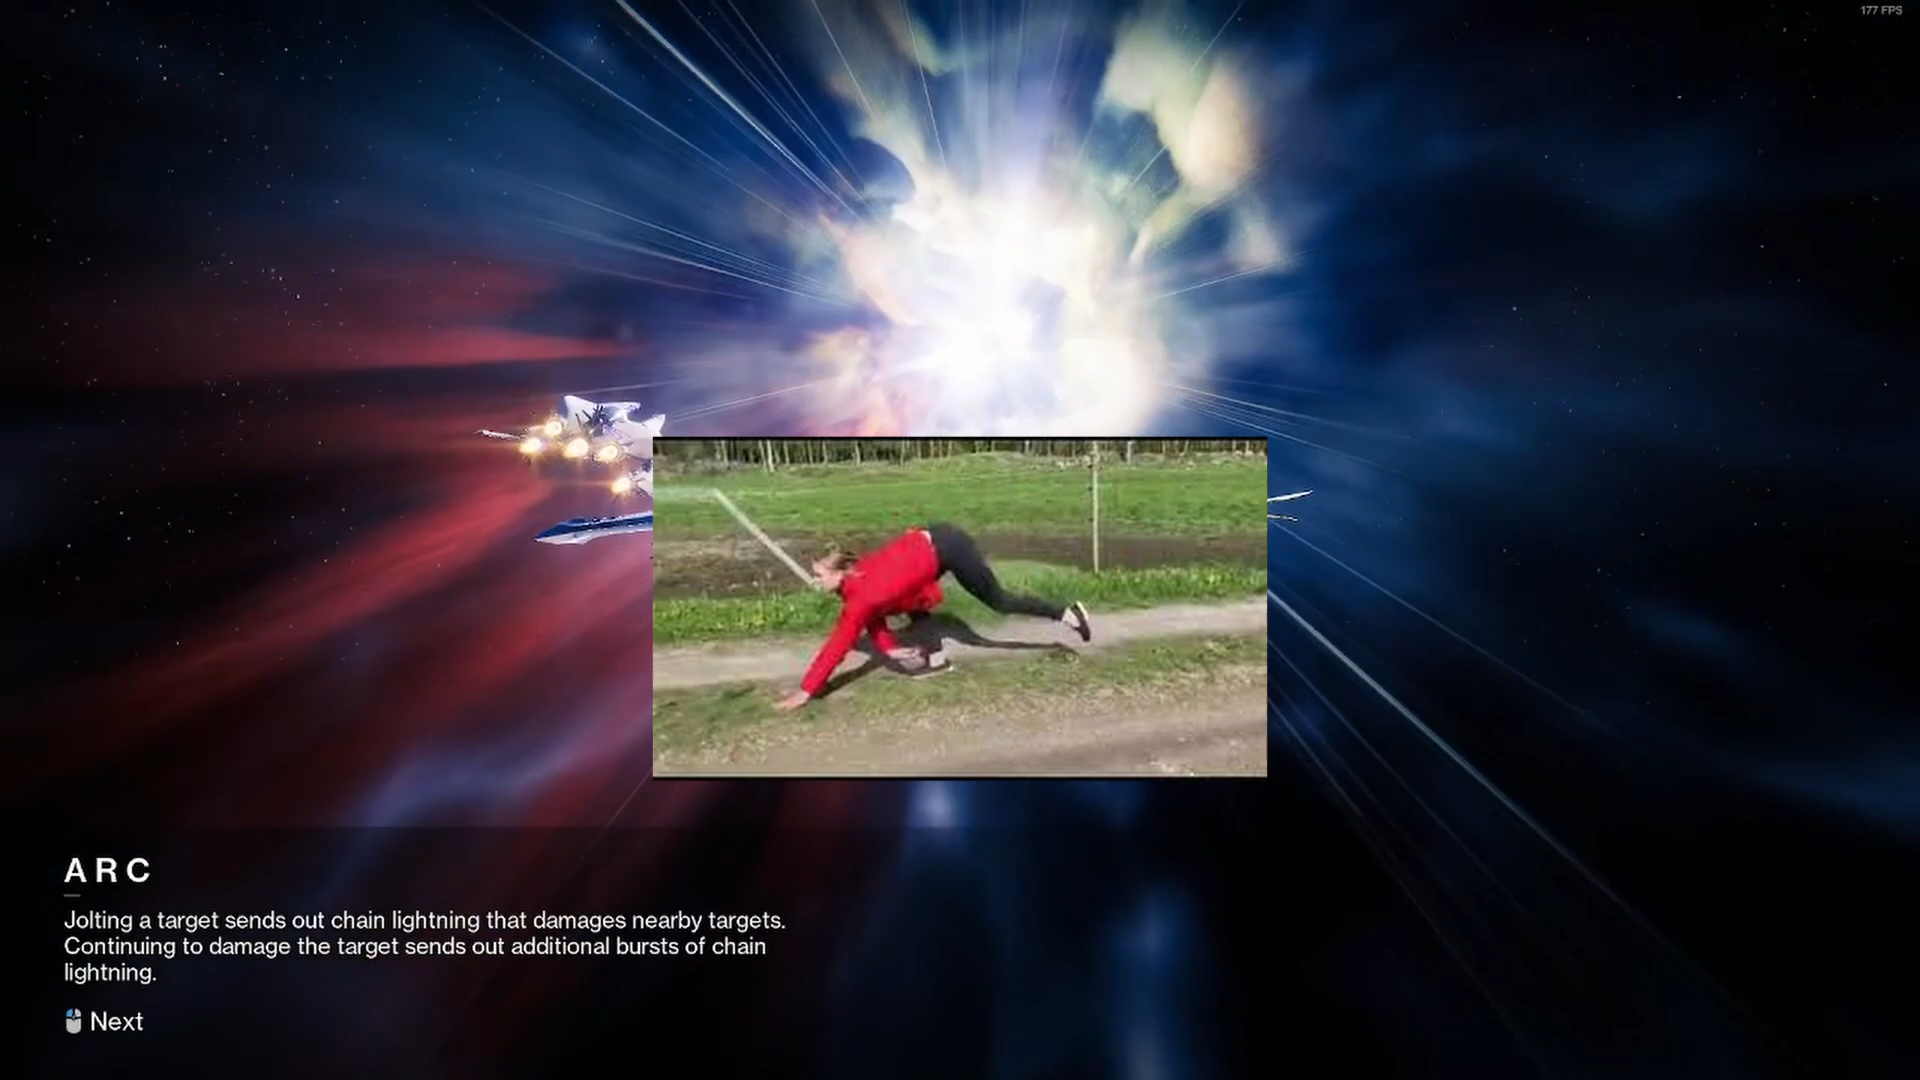 177 FPS
ARC
Jolting a target sends out chain lightning that damages nearby targets.
Continuing to damage the target sends out additional bursts of chain
lightning.
Next